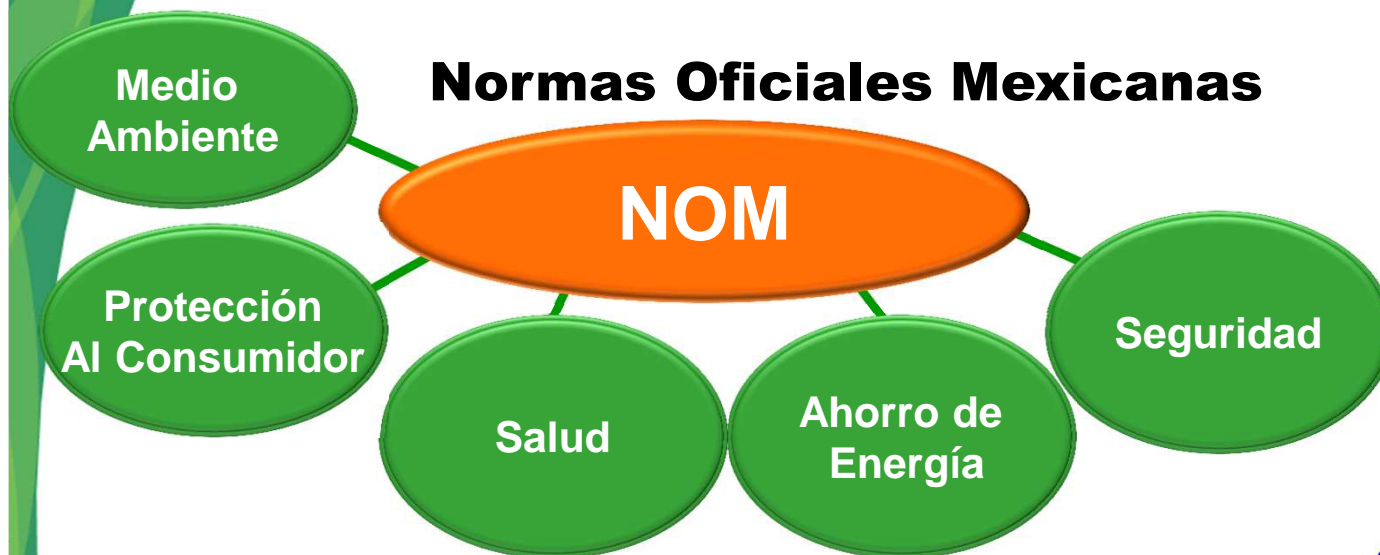 Normas Oficiales Mexicanas
NOM
Medio
Ambiente
Protección
Al Consumidor
Salud
Ahorro de
Energía
Seguridad